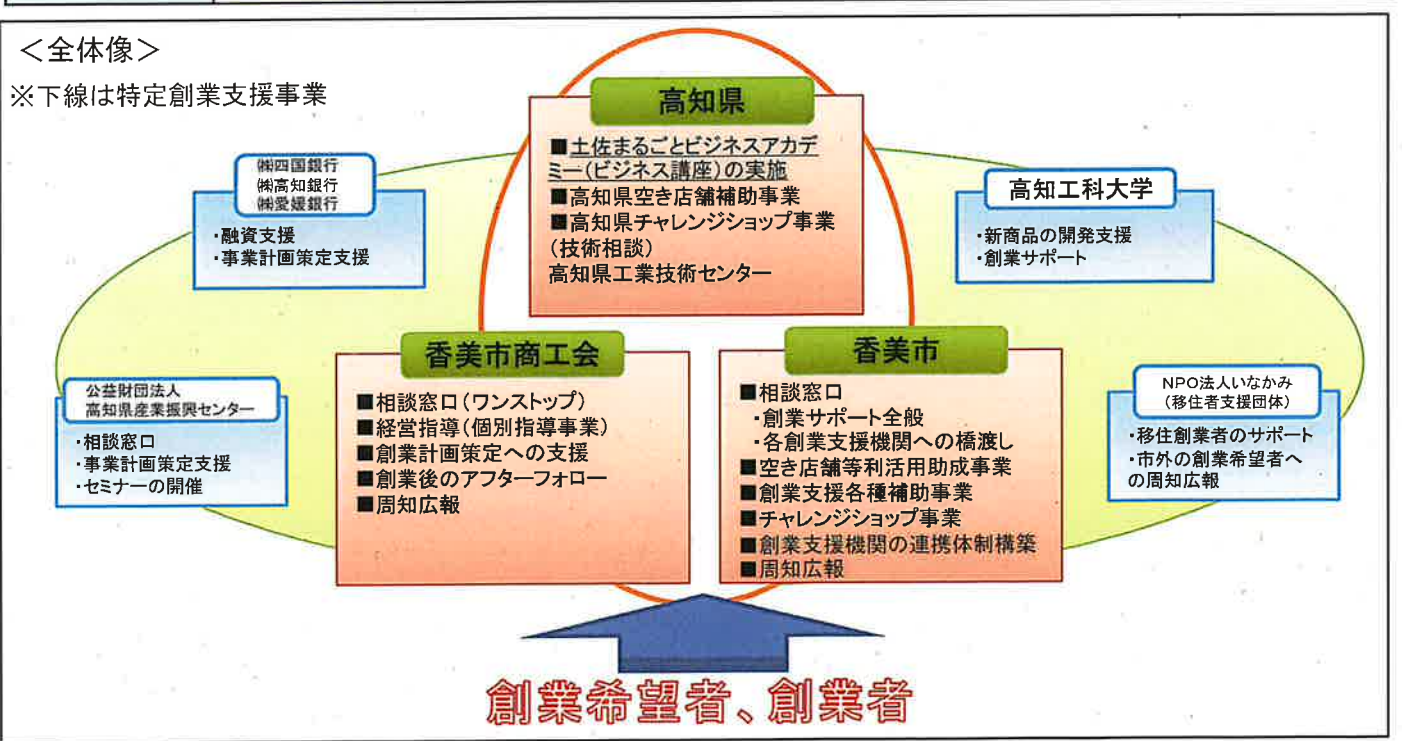 ＜全体像＞
※下線は特定創業支援事業
高知県
■土佐まるごとビジネスアカデ
ミー(ビジネス講座)の実施
■高知県空き店舗補助事業
■高知県チャレンジショップ事業
(技術相談)
高知県工業技術センター
㈱四国銀行
㈱高知銀行
㈱愛媛銀行
・融資支援
・事業計画策定支援
高知工科大学
・新商品の開発支援
・創業サポート
香美市商工会
■相談窓口(ワンストップ)
■経営指導(個別指導事業)
■創業計画策定への支援
■創業後のアフターフォロー
■周知広報
香美市
■相談窓口
・創業サポート全般
・各創業支援機関への橋渡し
■空き店舗等利活用助成事業
■創業支援各種補助事業
■チャレンジショップ事業
■創業支援機関の連携体制構築
■周知広報
公益財団法人
高知県産業振興センター
・相談窓口
・事業計画策定支援
・セミナーの開催
NPO法人いなかみ
(移住者支援団体)
・移住創業者のサポート
・市外の創業希望者へ
の周知広報
創業希望者、創業者